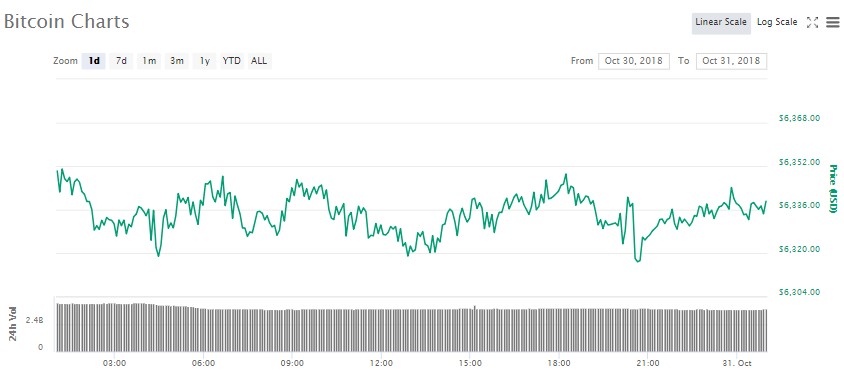 Bitcoin Charts
Linear Scale Log Scale
Zoom 1d 7d 1m 3m 1y YTD ALL From Oct 30, 2018 To Oct 31, 2018
$6,368.00
$6,352.00
$6,336.00
$6,320.00
$6,304.00
Price (USD)
24h Vol
2.4B
0
03:00 06:00 09:00 12:00 15:00 18:00 21:00 31. Oct